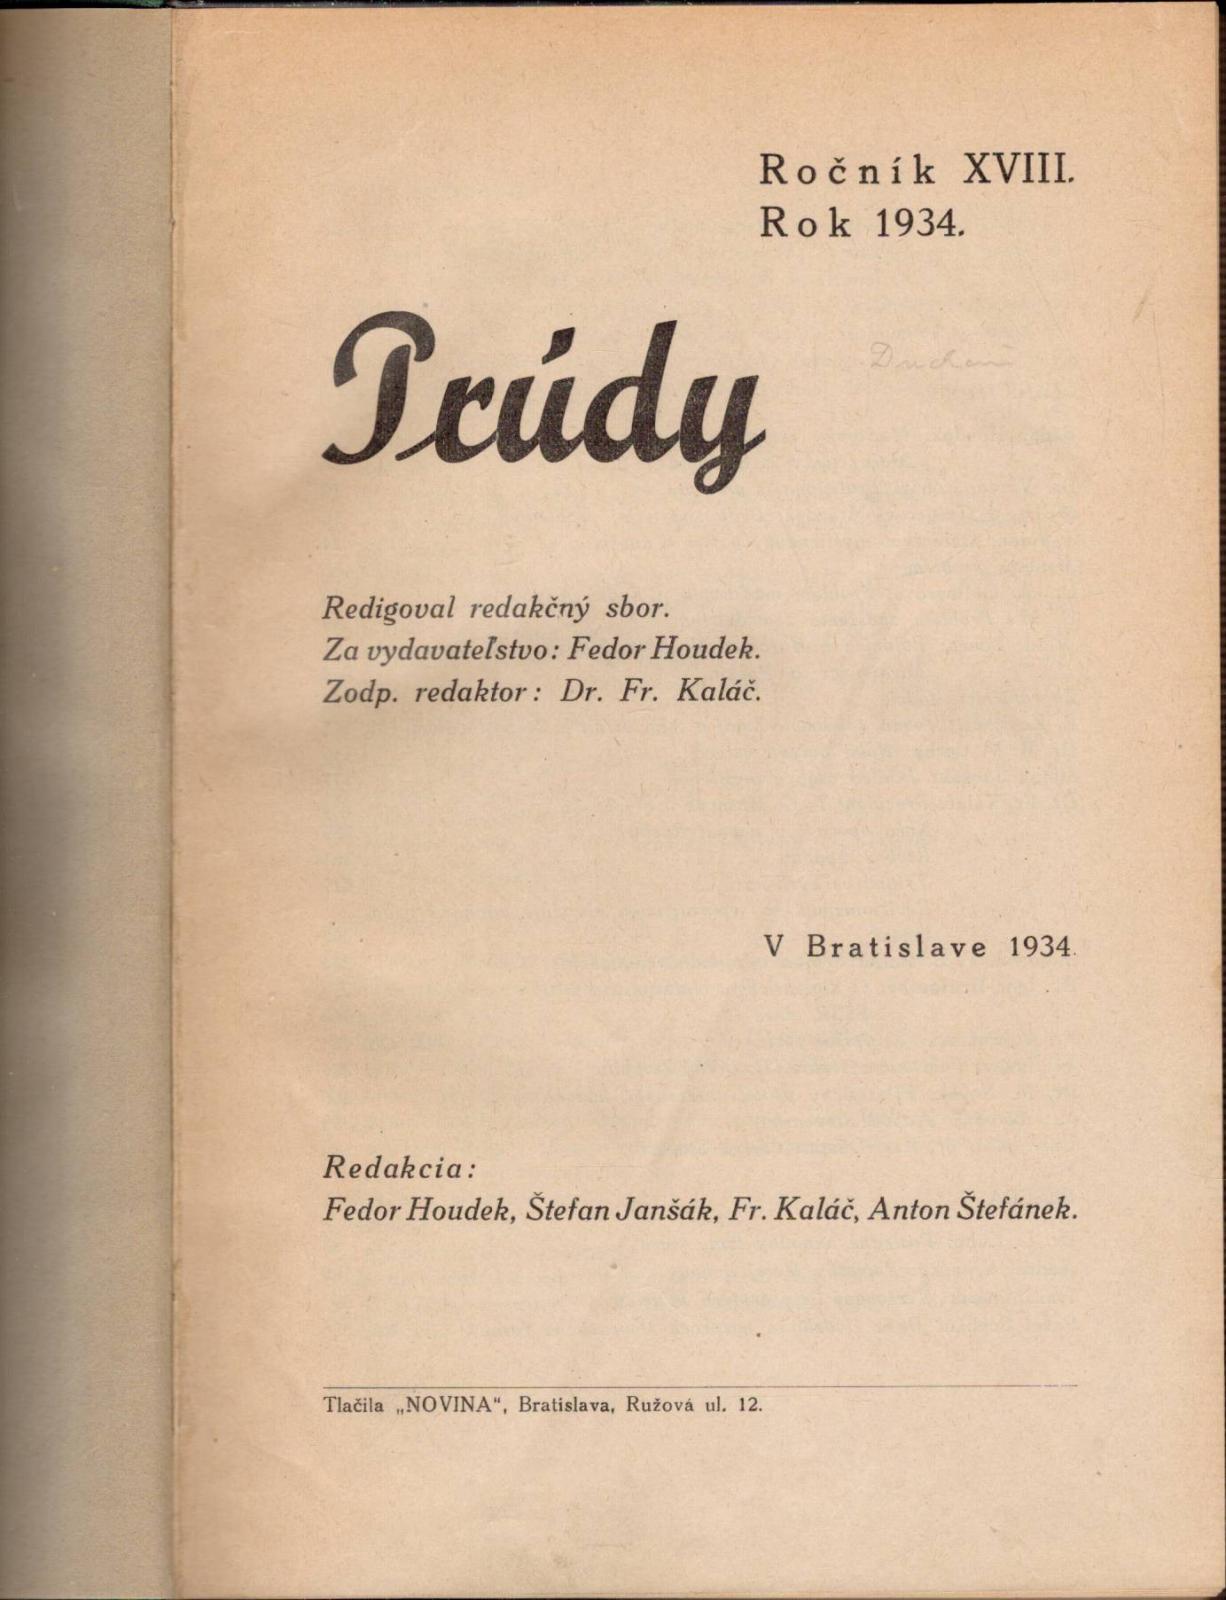 Ročník XVIII.
Rok 1934.
Prúdy
Redigoval redakčný sbor.
Za vydavateľstvo: Fedor Houdek.
Zodp. redaktor: Dr. Fr. Kaláč.
V Bratislave 1934.
Redakcia:
Fedor Houdek, Štefan Janšák, Fr. Kaláč, Anton Štefánek.
Tlačila „NOVINA“, Bratislava, Ružová ul. 12.